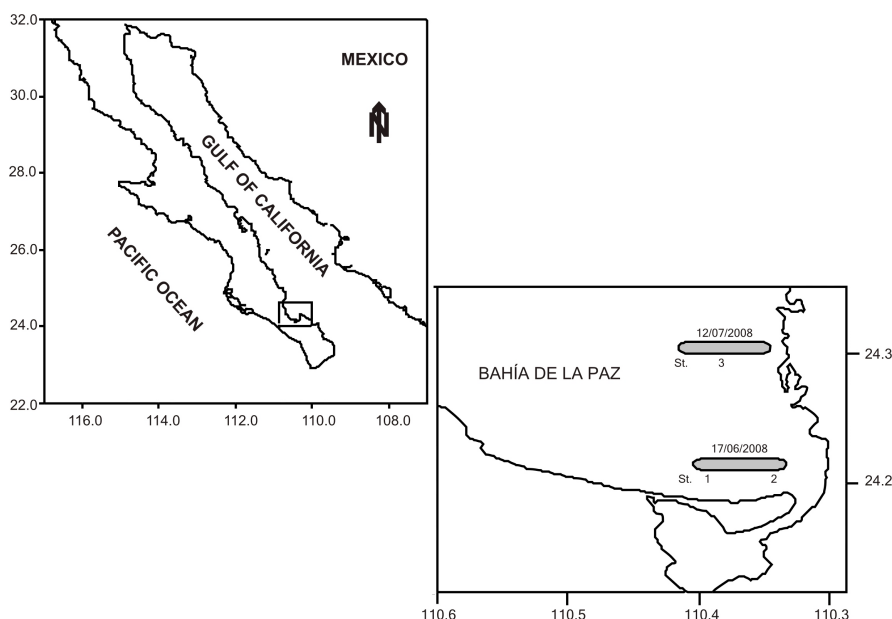 32.0
30.0
28.0
26.0
24.0
22.0
116.0 114.0 112.0 110.0 108.0
MEXICO
N
GULF OF CALIFORNIA
PACIFIC OCEAN
BAHÍA DE LA PAZ
12/07/2008
St. 3
17/06/2008
St. 1 2
24.3
24.2
110.6 110.5 110.4 110.3